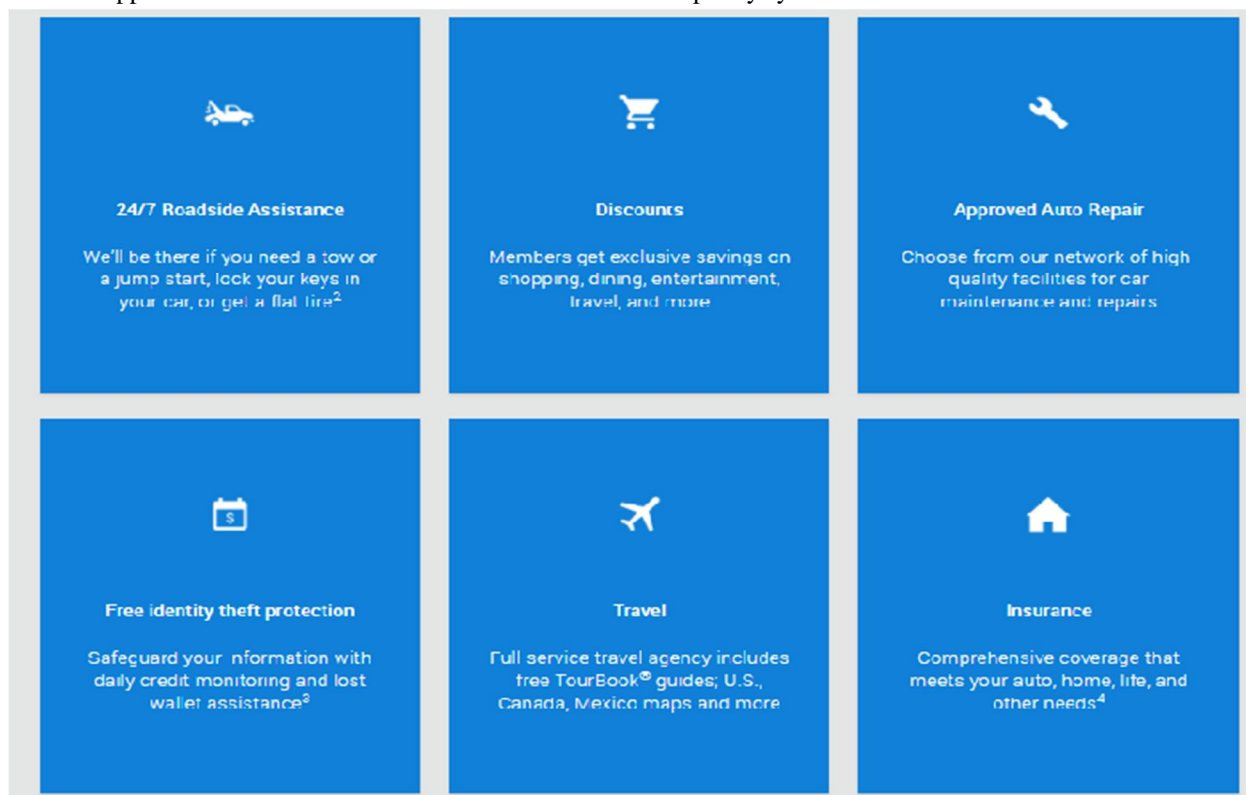 24/7 Roadside Assistance
We'll be there if you need a tow or
a jump start, lock your keys in
your car, or get a flat tire²
Discounts
Members get exclusive savings on
shopping, dining, entertainment,
travel, and more
Approved Auto Repair
Choose from our network of high
quality facilities for car
maintenance and repairs
S
Free identity theft protection
Safeguard your information with
daily credit monitoring and lost
wallet assistance³
Travel
Full service travel agency includes
free TourBook® guides; U.S.,
Canada, Mexico maps and more
Insurance
Comprehensive coverage that
meets your auto, home, life, and
other needs⁴